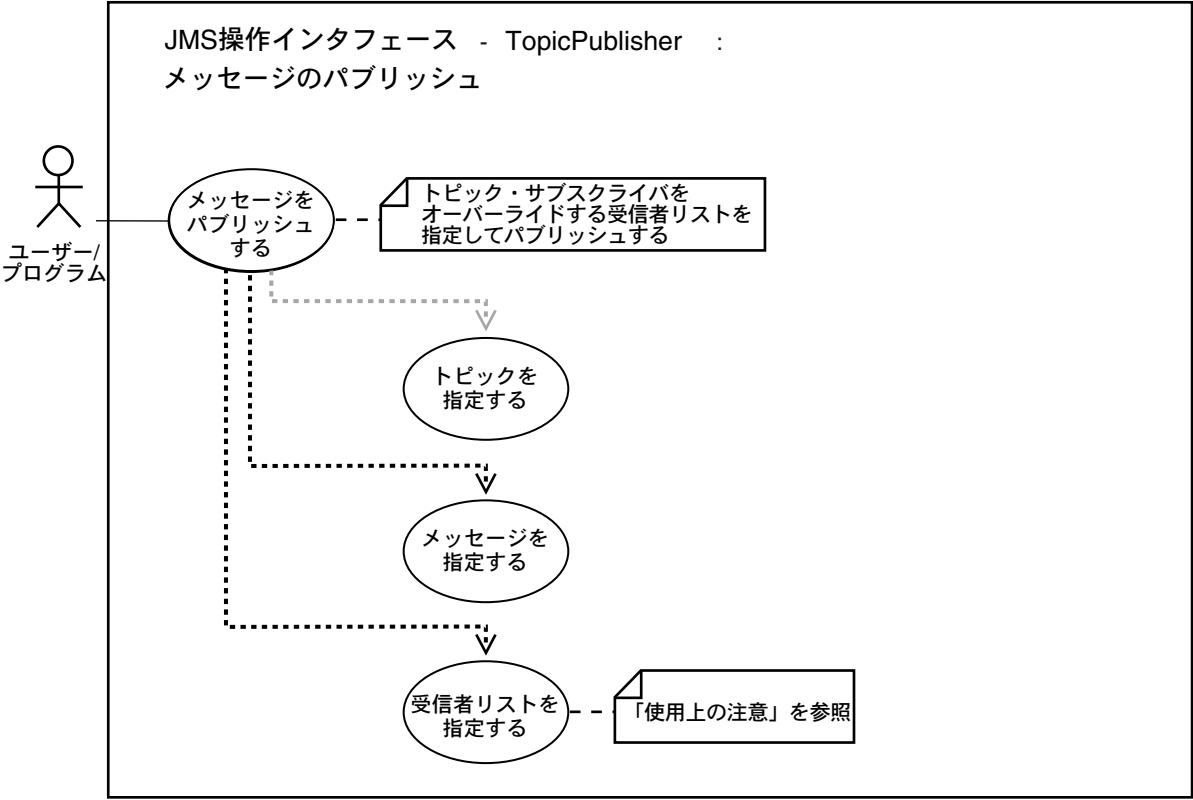 JMS操作インタフェース - TopicPublisher :
メッセージのパブリッシュ
ユーザー/
プログラム
メッセージを
パブリッシュ
する
トピック・サブスクライバを
オーバーライドする受信者リストを
指定してパブリッシュする
トピックを
指定する
メッセージを
指定する
受信者リストを
指定する
「使用上の注意」を参照